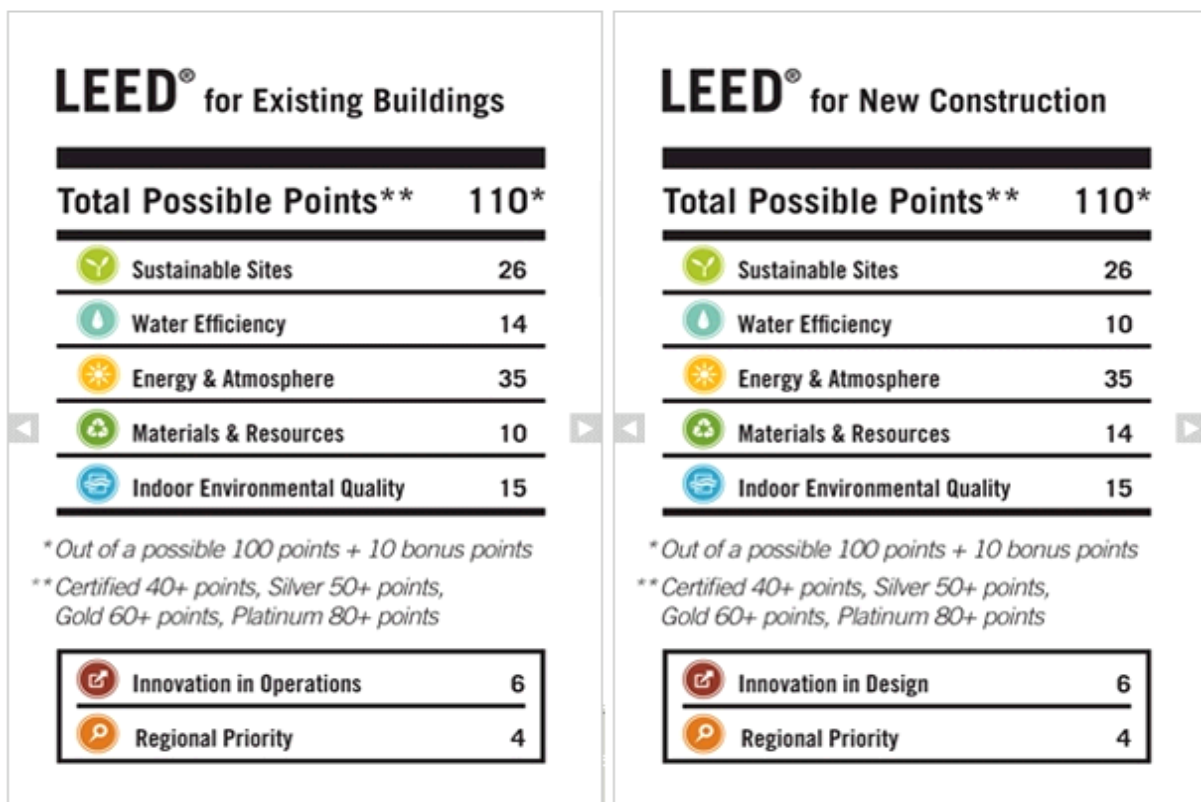 LEED® for Existing Buildings
Total Possible Points** 110*
Sustainable Sites 26
Water Efficiency 14
Energy & Atmosphere 35
Materials & Resources 10
Indoor Environmental Quality 15
*Out of a possible 100 points + 10 bonus points
**Certified 40+ points, Silver 50+ points,
Gold 60+ points, Platinum 80+ points
Innovation in Operations 6
Regional Priority 4
LEED® for New Construction
Total Possible Points** 110*
Sustainable Sites 26
Water Efficiency 10
Energy & Atmosphere 35
Materials & Resources 14
Indoor Environmental Quality 15
*Out of a possible 100 points + 10 bonus points
**Certified 40+ points, Silver 50+ points,
Gold 60+ points, Platinum 80+ points
Innovation in Design 6
Regional Priority 4